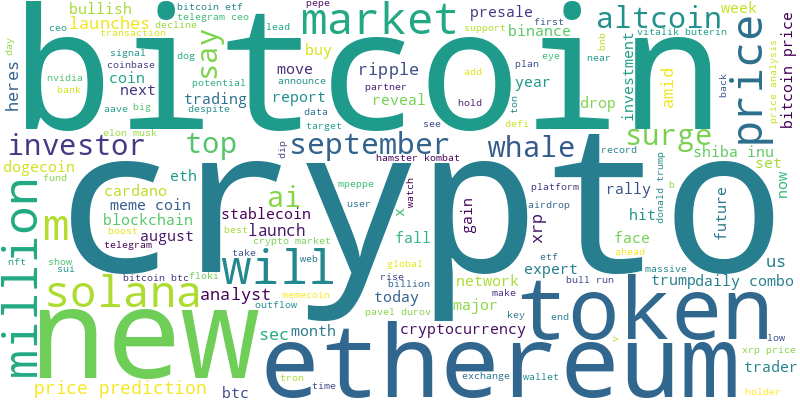 bitcoin
crypto
new
ethereum
token
market
price
altcoin
million
solana
will
september
whale
surge
investor
top
say
m
ai
launches
bullish
bitcoin etf
telegram ceo
pepe
presale
week
lead
ceo
transaction
decline
day
signal
buy
binance
first
support
vitalik buterin
bnb
near
dog
coinbase
move
ripple
eye
plan
announce
heres
nvidia
coin
potential
partner
add
year
investment
amid
back
price analysis
bitcoin price
next
trading
report
reveal
ton
drop
bank
aave
big
despite
data
hold
target
see
defi
elon musk
dip
record
hamster kombat
shiba inu
dogecoin
set
fund
cardano
eth
watch
platform
rally
donald trump
b
now
meme coin
mpeppe
airdrop
blockchain
stablecoin
user
x
gain
xrp
hit
future
boost
august
best
launch
fall
etf
face
ahead
telegram
crypto market
nft
show
take
web
global
expert
us
sui
bitcoin btc
floki
rise
network
bull run
massive
trump
daily combo
analyst
memecoin
billion
today
make
major
outflow
pavel durov
key
sec
month
cryptocurrency
end
>
low
xrp price
trader
tron
time
exchange
wallet
price prediction
btc
holder